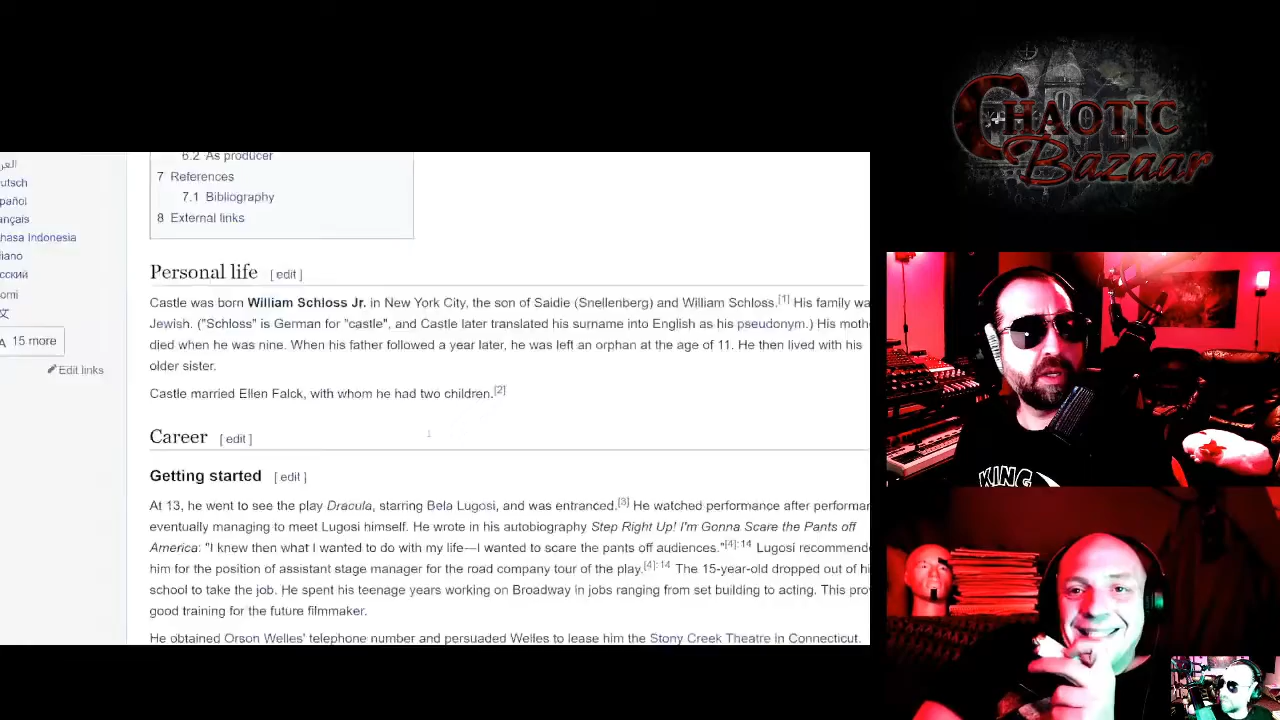 CHAOTIC
Bazaar
6.2 As producer
7 References
7.1 Bibliography
8 External links
utsch
pañol
ançais
hasa Indonesia
liano
сский
omi
文
15 more
Edit links
Personal life [ edit ]
Castle was born William Schloss Jr. in New York City, the son of Saidie (Snellenberg) and William Schloss.[1] His family wa
Jewish. ("Schloss" is German for "castle", and Castle later translated his surname into English as his pseudonym.) His moth
died when he was nine. When his father followed a year later, he was left an orphan at the age of 11. He then lived with his
older sister.
Castle married Ellen Falck, with whom he had two children.[2]
Career [ edit ]
Getting started [ edit ]
At 13, he went to see the play Dracula, starring Bela Lugosi, and was entranced.[3] He watched performance after performan
eventually managing to meet Lugosi himself. He wrote in his autobiography Step Right Up! I'm Gonna Scare the Pants off
America: "I knew then what I wanted to do with my life—I wanted to scare the pants off audiences."[4]:14 Lugosi recommende
him for the position of assistant stage manager for the road company tour of the play.[4]:14 The 15-year-old dropped out of hi
school to take the job. He spent his teenage years working on Broadway in jobs ranging from set building to acting. This pro
good training for the future filmmaker.
He obtained Orson Welles' telephone number and persuaded Welles to lease him the Stony Creek Theatre in Connecticut.
KING